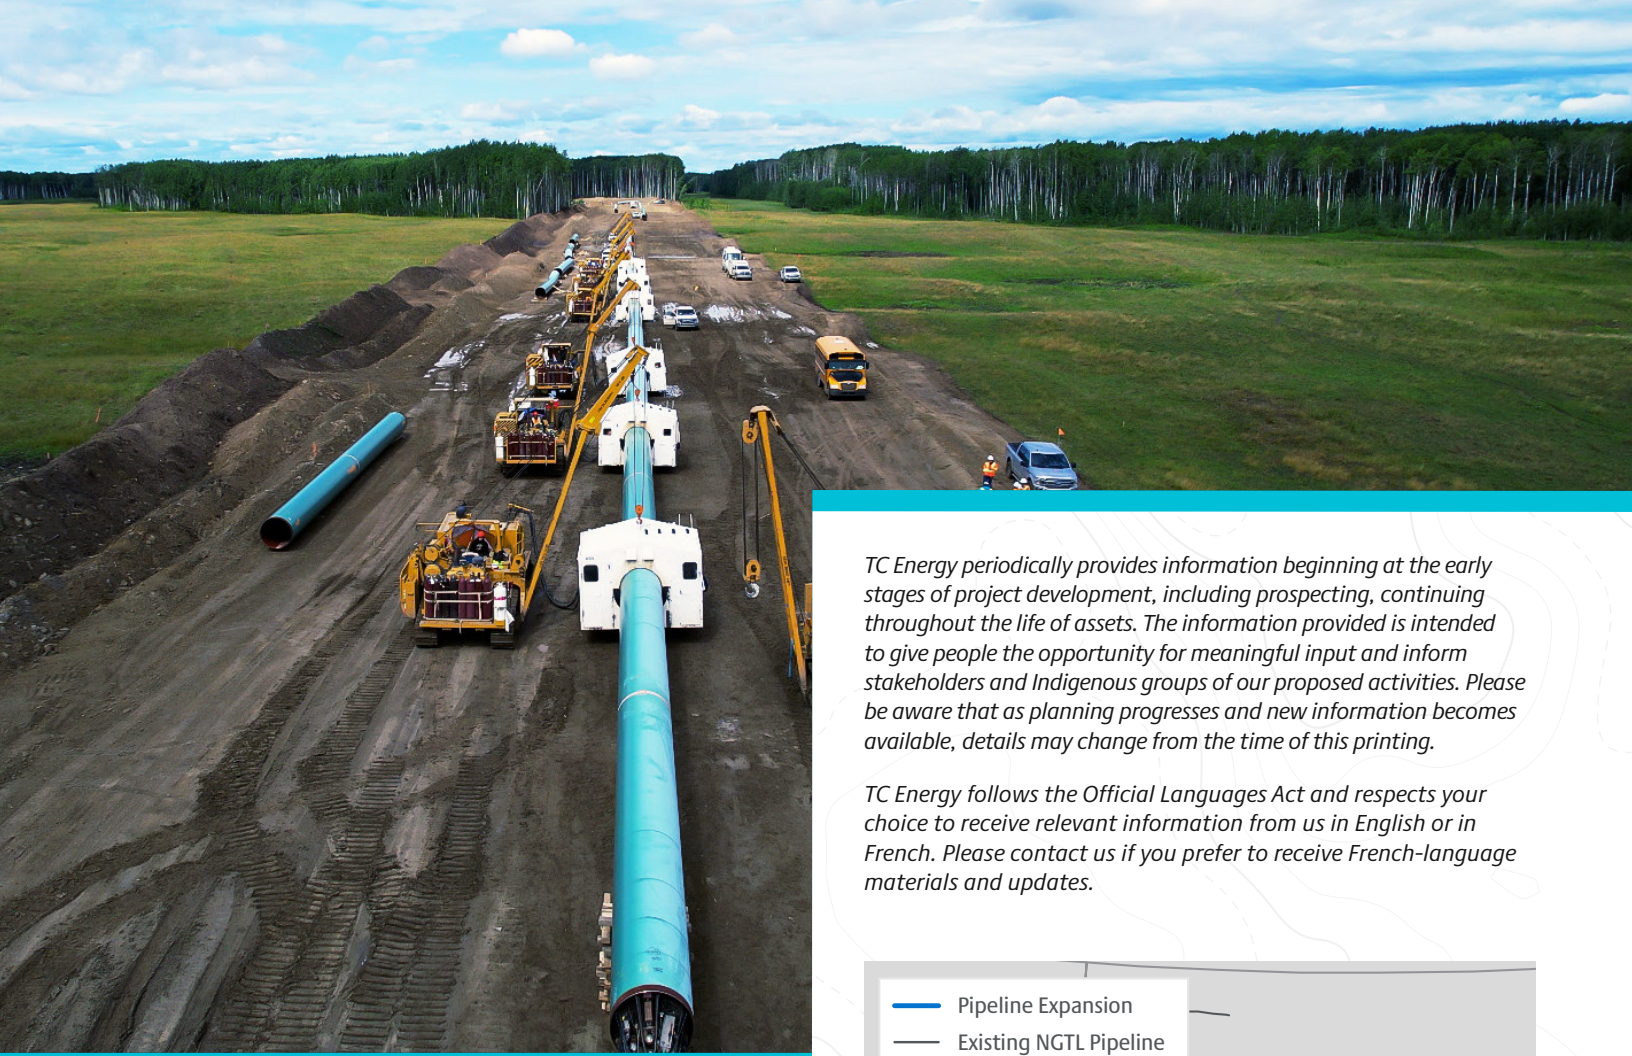 TC Energy periodically provides information beginning at the early
stages of project development, including prospecting, continuing
throughout the life of assets. The information provided is intended
to give people the opportunity for meaningful input and inform
stakeholders and Indigenous groups of our proposed activities. Please
be aware that as planning progresses and new information becomes
available, details may change from the time of this printing.
TC Energy follows the Official Languages Act and respects your
choice to receive relevant information from us in English or in
French. Please contact us if you prefer to receive French-language
materials and updates.
Pipeline Expansion
Existing NGTL Pipeline